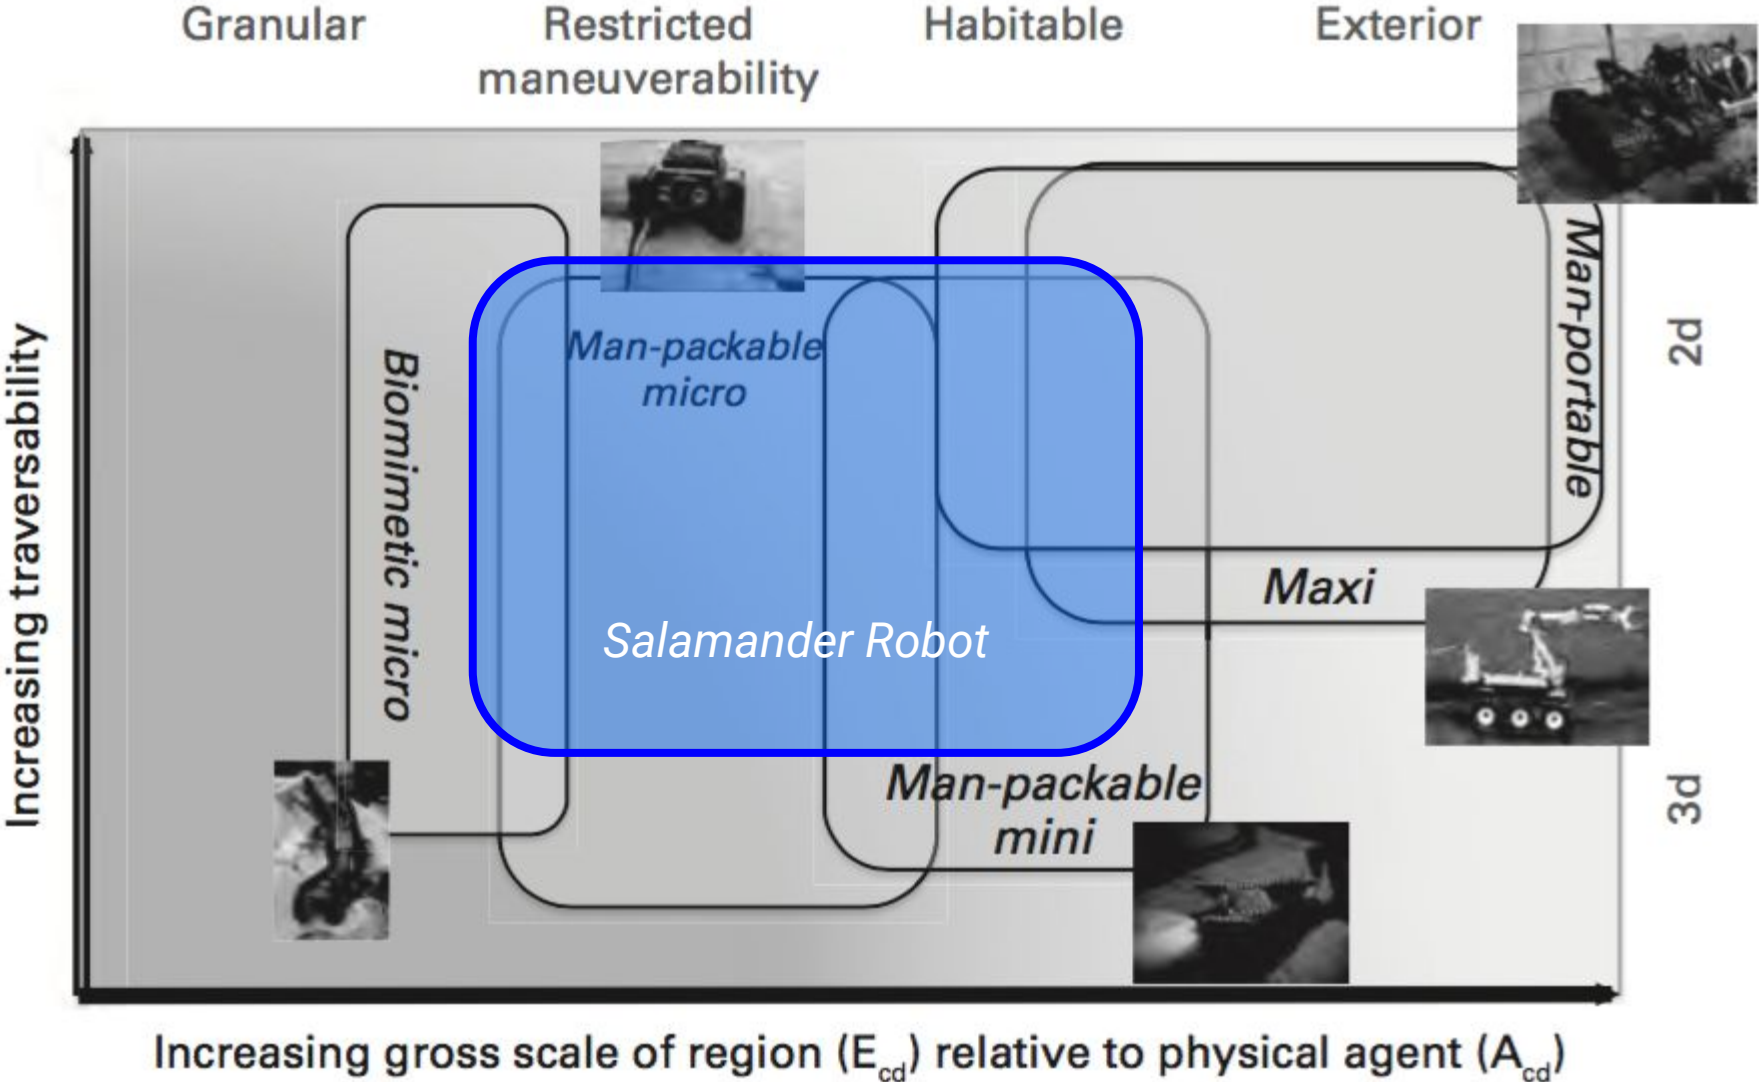 Granular
Restricted
maneuverability
Habitable
Exterior
Increasing traversability
Biomimetic micro
Man-packable
micro
Salamander Robot
Man-packable
mini
Maxi
Man-portable
2d
3d
Increasing gross scale of region (Ecd) relative to physical agent (Acd)